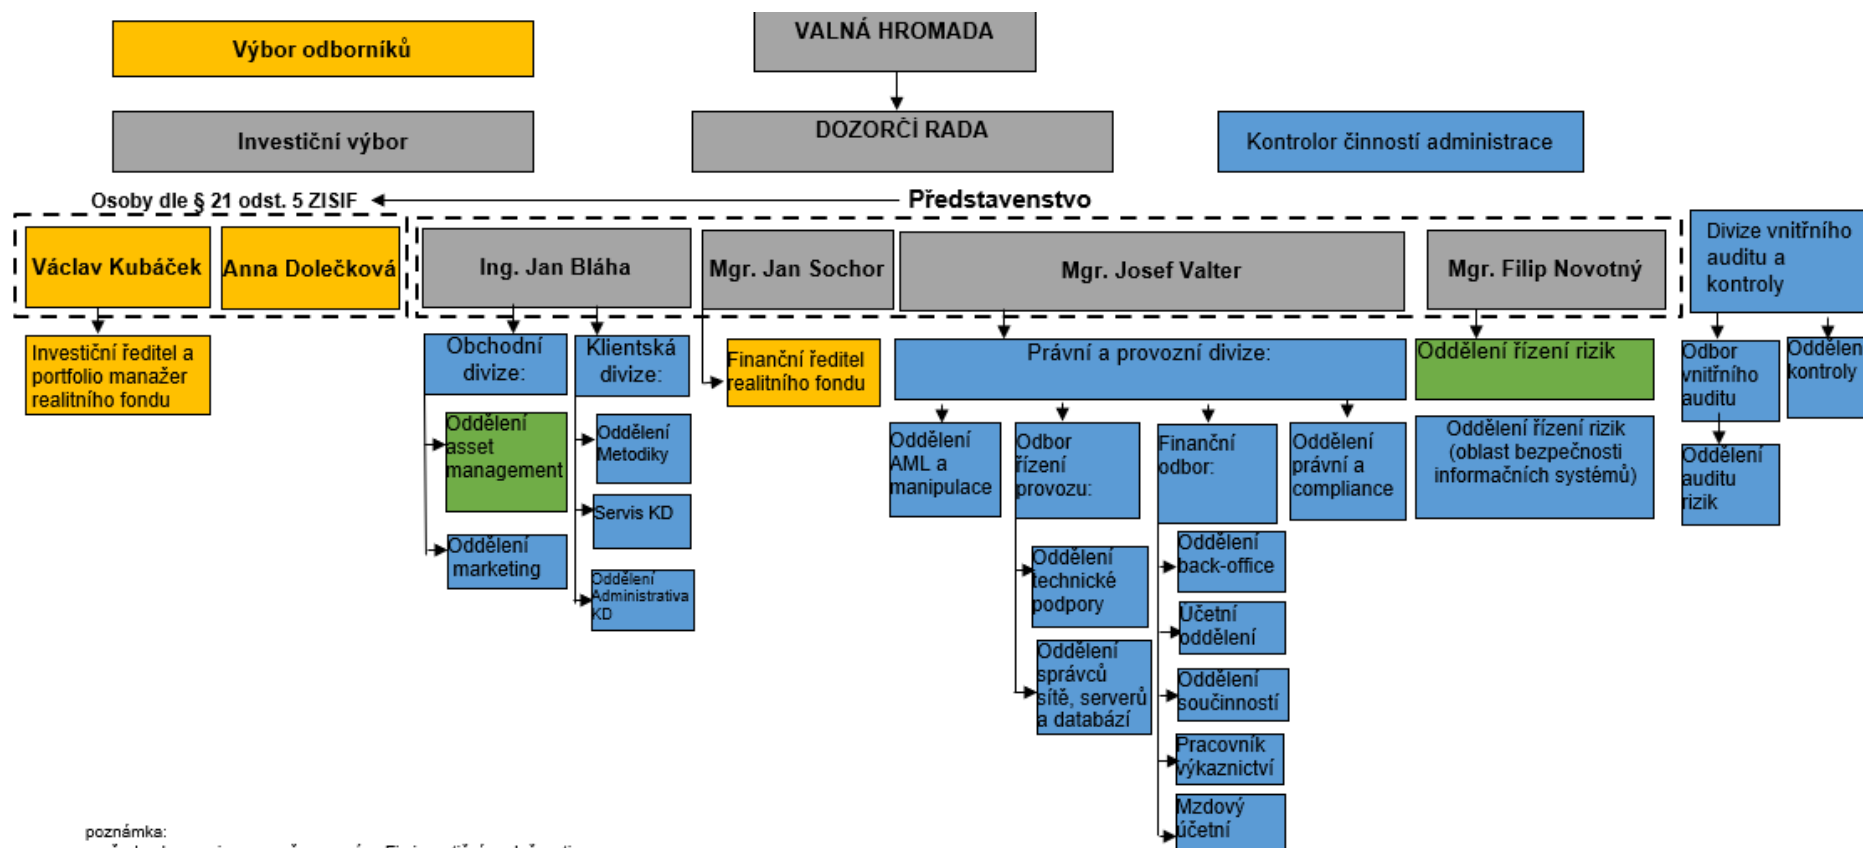 VALNÁ HROMADA
Výbor odborníků
DOZORČÍ RADA
Investiční výbor
Kontrolor činností administrace
Osoby dle § 21 odst. 5 ZISIF
Představenstvo
Václav Kubáček
Anna Dolečková
Ing. Jan Bláha
Mgr. Jan Sochor
Mgr. Josef Valter
Mgr. Filip Novotný
Divize vnitřního
auditu a
kontroly
Investiční ředitel a
portfolio manažer
realitního fondu
Obchodní
divize:
Klientská
divize:
Finanční ředitel
realitního fondu
Právní a provozní divize:
Oddělení řízení rizik
Odbor
vnitřního
auditu
Oddělen
kontroly
Oddělení
asset
management
Oddělení
Metodiky
Oddělení
AML a
manipulace
Odbor
řízení
provozu:
Finanční
odbor:
Oddělení
právní a
compliance
Oddělení řízení rizik
(oblast bezpečnosti
informačních systémů)
Oddělení
auditu
rizik
Servis KD
Oddělení
marketing
Oddělení
Administrativa
KD
Oddělení
technické
podpory
Oddělení
back-office
Účetní
oddělení
Oddělení
správců
sítě, serverů
a databází
Oddělení
součinností
Pracovník
výkaznictví
Mzdový
účetní
poznámka: